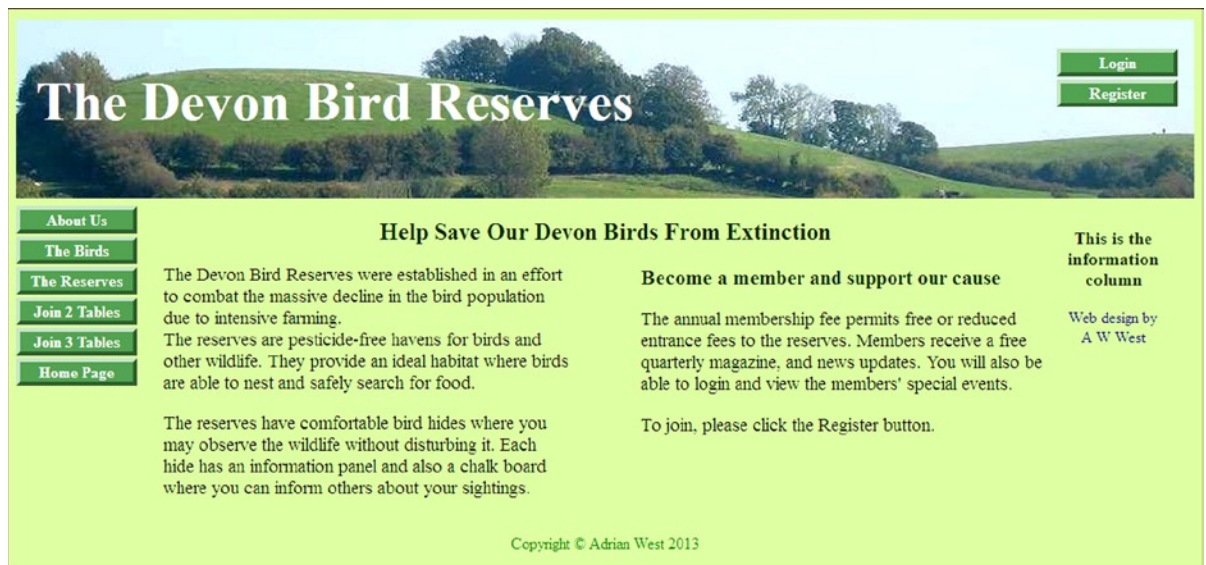 The Devon Bird Reserves
Login
Register
About Us
The Birds
The Reserves
Join 2 Tables
Join 3 Tables
Home Page
Help Save Our Devon Birds From Extinction
The Devon Bird Reserves were established in an effort
to combat the massive decline in the bird population
due to intensive farming.
The reserves are pesticide-free havens for birds and
other wildlife. They provide an ideal habitat where birds
are able to nest and safely search for food.
The reserves have comfortable bird hides where you
may observe the wildlife without disturbing it. Each
hide has an information panel and also a chalk board
where you can inform others about your sightings.
Become a member and support our cause
The annual membership fee permits free or reduced
entrance fees to the reserves. Members receive a free
quarterly magazine, and news updates. You will also be
able to login and view the members' special events.
To join, please click the Register button.
This is the
information
column
Web design by
A W West
Copyright © Adrian West 2013